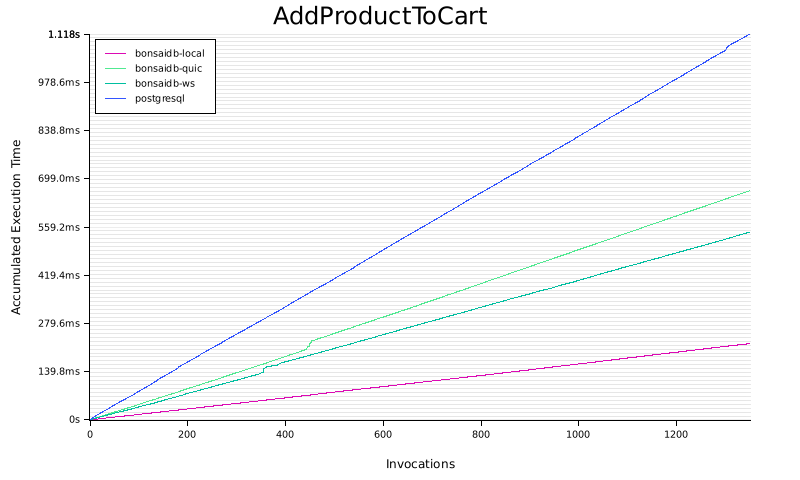 AddProductToCart
1.118s
978.6ms
838.8ms
699.0ms
559.2ms
419.4ms
279.6ms
139.8ms
0s
Accumulated Execution Time
bonsaidb-local
bonsaidb-quic
bonsaidb-ws
postgresql
0 200 400 600 800 1000 1200
Invocations